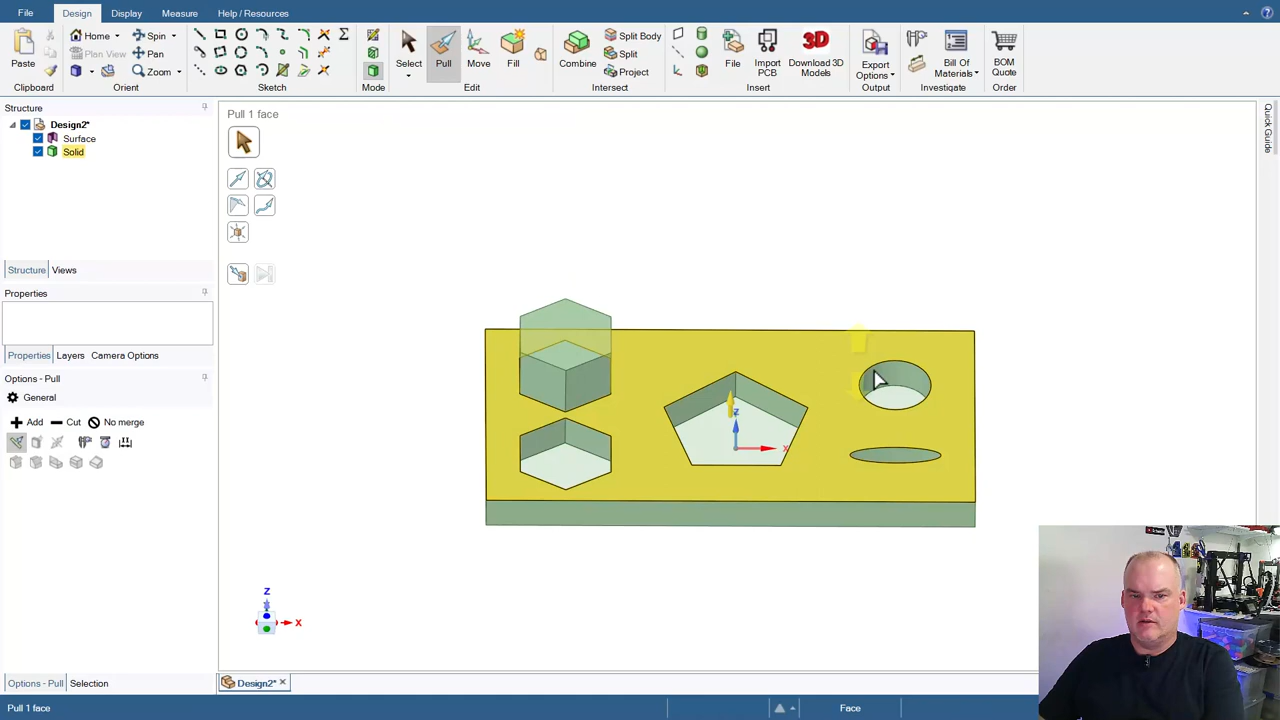 File Design Display Measure Help / Resources
Paste
Clipboard
Home Spin
Plan View Pan
Zoom
Orient
Sketch
Mode
Select Pull Move Fill
Edit
Combine
Split Body
Split
Project
Intersect
File Import PCB Download 3D Models
3D
Insert
Export Options
Output
Bill Of Materials
Investigate
BOM Quote
Order
Structure
Design2*
Surface
Solid
Structure Views
Properties
Properties Layers Camera Options
Options - Pull
General
Add Cut No merge
Options - Pull Selection
Pull 1 face
Quick Guide
Z
X
Z
X
Design2*
Pull 1 face
Face